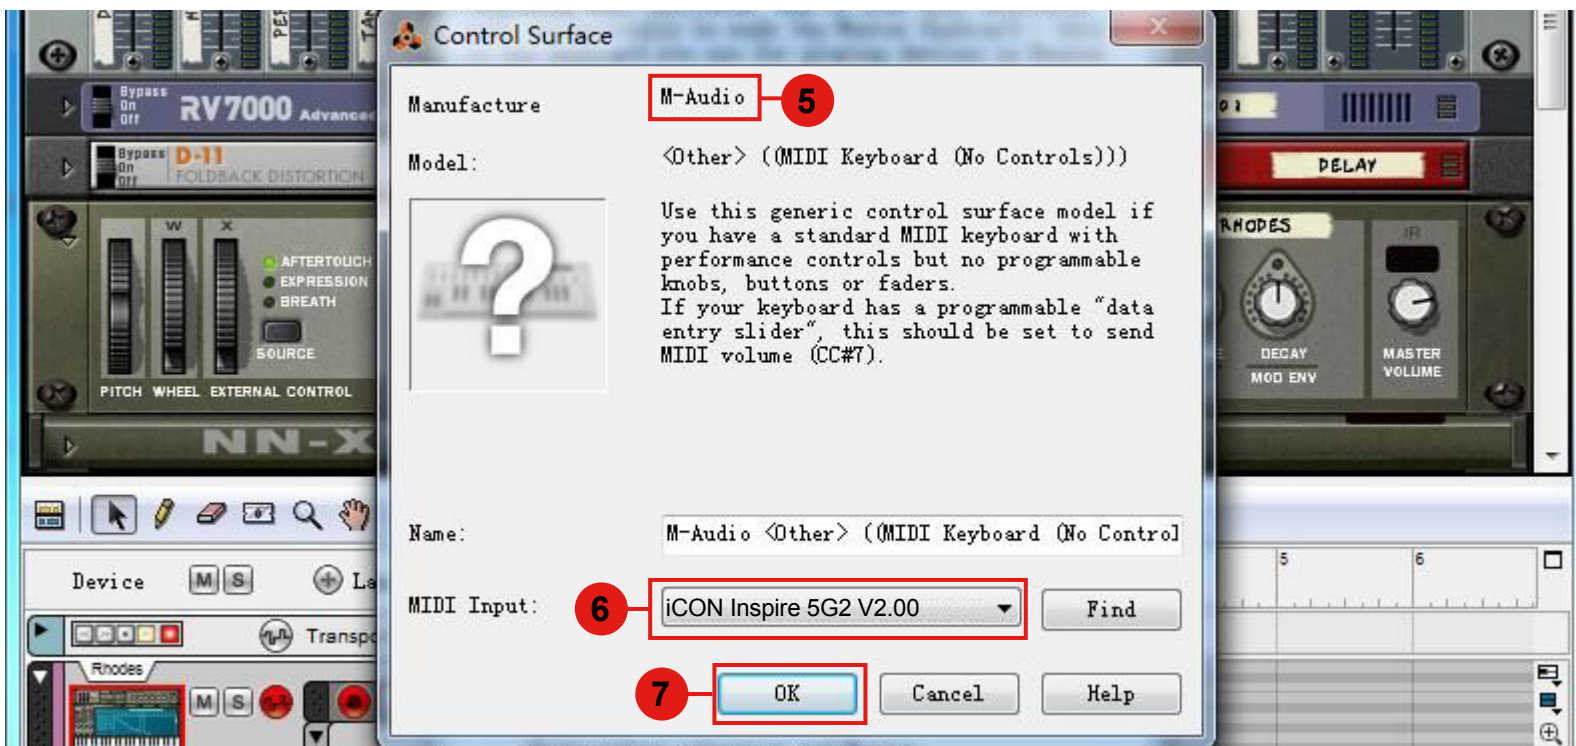 Control Surface
Manufacture
M-Audio
5
Model:
<Other> ((MIDI Keyboard (No Controls)))
Use this generic control surface model if
you have a standard MIDI keyboard with
performance controls but no programmable
knobs, buttons or faders.
If your keyboard has a programmable "data
entry slider", this should be set to send
MIDI volume (CC#7).
Name:
M-Audio <Other> ((MIDI Keyboard (No Control
MIDI Input:
6
iCON Inspire 5G2 V2.00
Find
7
OK
Cancel
Help
Bypass
On
Off
RV7000 Advanced
Bypass
On
Off
D-11
FOLDBACK DISTORTION
DELAY
W
X
AFTERTOUCH
EXPRESSION
BREATH
SOURCE
PITCH WHEEL EXTERNAL CONTROL
NN-X
RHODES
DECAY
MOD ENV
MASTER
VOLUME
Device
M S
La
5
6
Transpo
Rhodes
M S